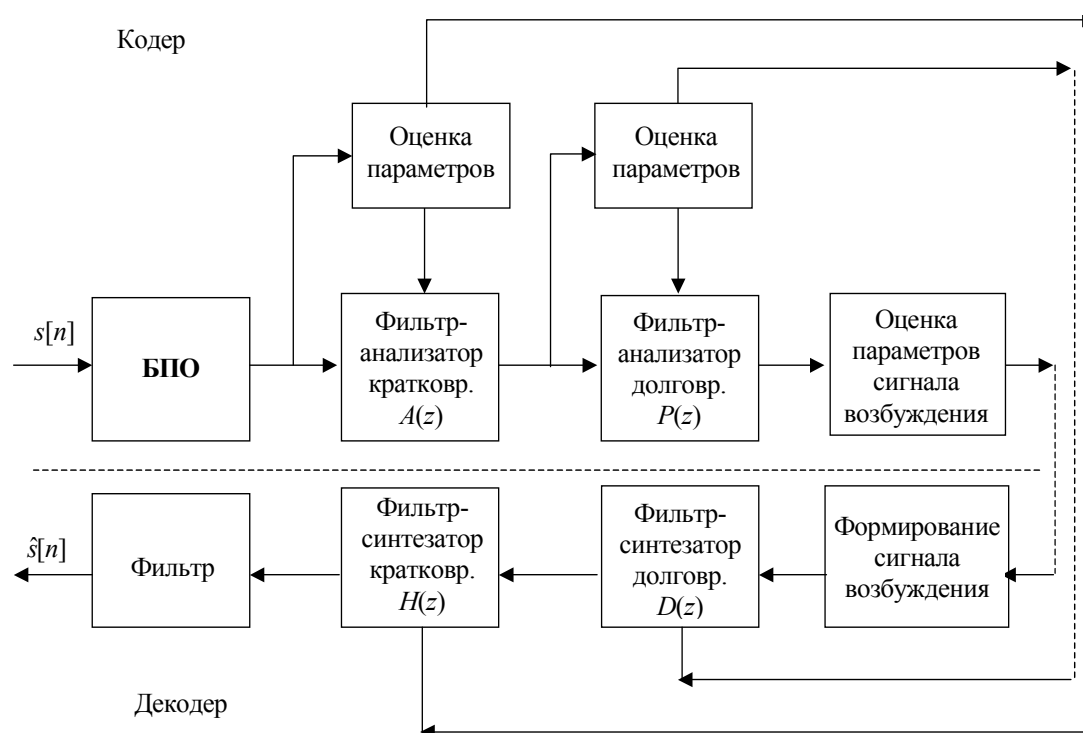 Кодер
Оценка
параметров
Оценка
параметров
s[n]
БПО
Фильтр-
анализатор
кратковр.
A(z)
Фильтр-
анализатор
долговр.
P(z)
Оценка
параметров
сигнала
возбуждения
ŝ[n]
Фильтр
Фильтр-
синтезатор
кратковр.
H(z)
Фильтр-
синтезатор
долговр.
D(z)
Формирование
сигнала
возбуждения
Декодер